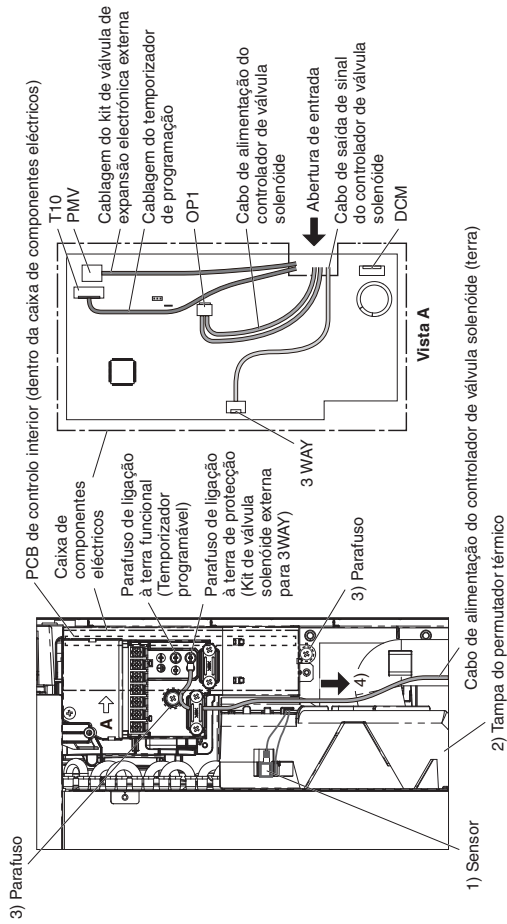 3) Parafuso
PCB de controlo interior (dentro da caixa de componentes eléctricos)
Caixa de
componentes
eléctricos
Parafuso de ligação
à terra funcional
(Temporizador
programável)
Parafuso de ligação
à terra de protecção
(Kit de válvula
solenóide externa
para 3WAY)
3) Parafuso
A
4)
1) Sensor
2) Tampa do permutador térmico
Cabo de alimentação do controlador de válvula solenóide (terra)
T10
PMV
Cablagem do kit de válvula de
expansão electrónica externa
Cablagem do temporizador
de programação
OP1
Cabo de alimentação do
controlador de válvula
solenóide
Abertura de entrada
Cabo de saída de sinal
do controlador de válvula
solenóide
DCM
3 WAY
Vista A